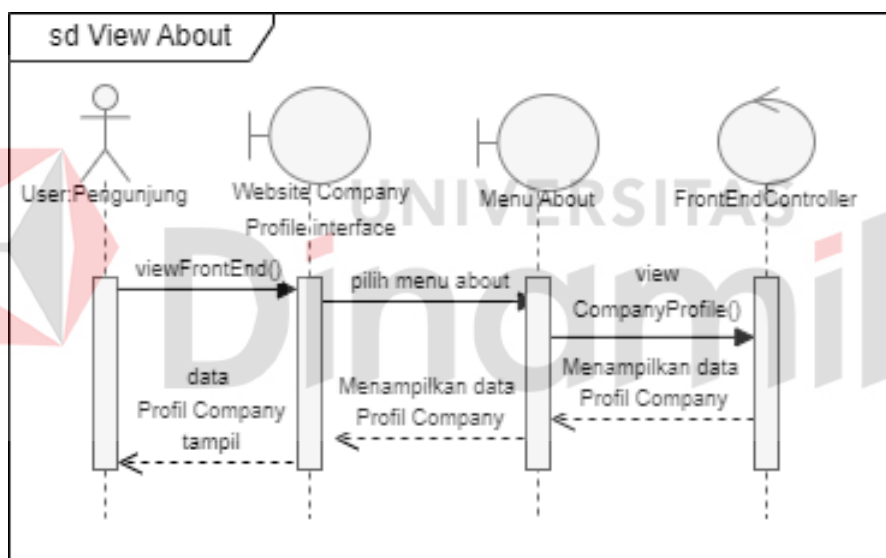 sd View About
User:Pengunjung
Website Company
Profile interface
Menu About
FrontEndController
UNIVERSITAS
Dinamik
viewFrontEnd()
pilih menu about
view
CompanyProfile()
Menampilkan data
Profil Company
Menampilkan data
Profil Company
data
Profil Company
tampil